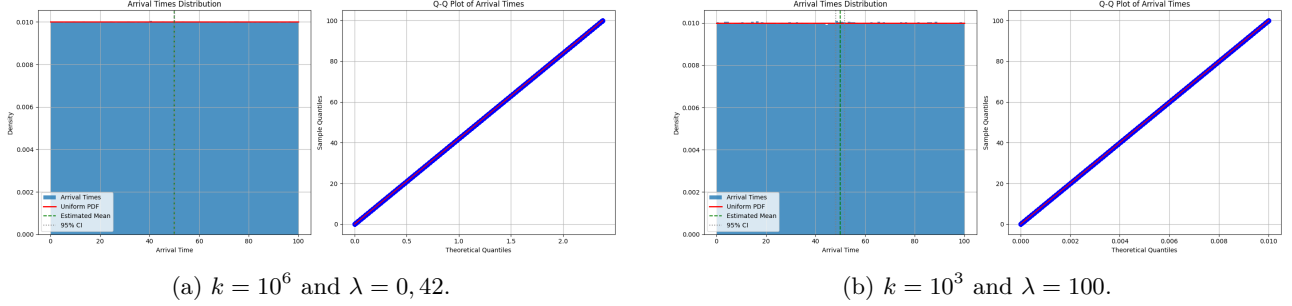 Arrival Times Distribution
Q-Q Plot of Arrival Times
Arrival Times Distribution
Q-Q Plot of Arrival Times
0.010
0.008
0.006
0.004
0.002
0.000
Density
Arrival Times
Uniform PDF
Estimated Mean
95% CI
0 20 40 60 80 100
Arrival Time
100
80
60
40
20
0
Sample Quantiles
0.0 0.5 1.0 1.5 2.0
Theoretical Quantiles
0.010
0.008
0.006
0.004
0.002
0.000
Density
Arrival Times
Uniform PDF
Estimated Mean
95% CI
0 20 40 60 80 100
Arrival Time
100
80
60
40
20
0
Sample Quantiles
0.000 0.002 0.004 0.006 0.008 0.010
Theoretical Quantiles
(a) k = 10⁶ and λ = 0, 42.
(b) k = 10³ and λ = 100.